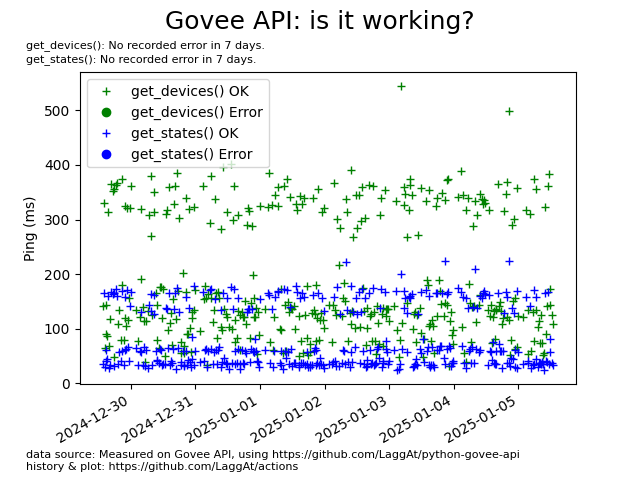 Govee API: is it working?
get_devices(): No recorded error in 7 days.
get_states(): No recorded error in 7 days.
get_devices() OK
get_devices() Error
get_states() OK
get_states() Error
Ping (ms)
500
400
300
200
100
0
2024-12-30
2024-12-31
2025-01-01
2025-01-02
2025-01-03
2025-01-04
2025-01-05
data source: Measured on Govee API, using https://github.com/LaggAt/python-govee-api
history & plot: https://github.com/LaggAt/actions